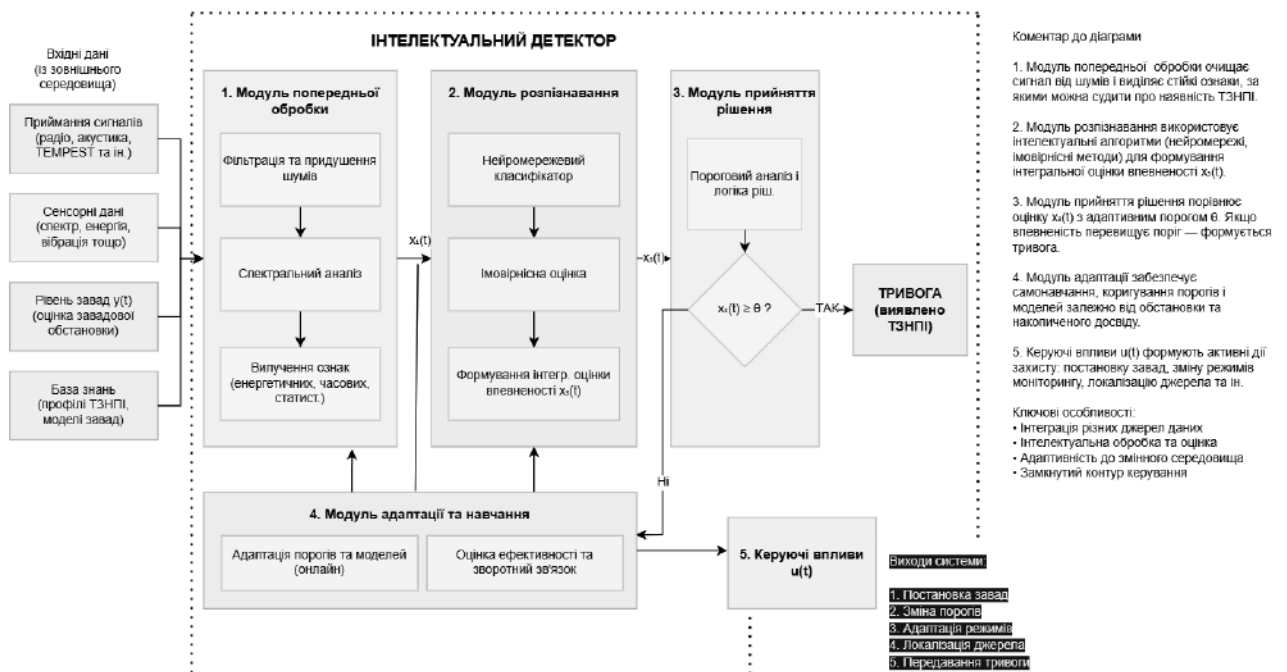 Вхідні дані
(із зовнішнього
середовища)
Приймання сигналів
(радіо, акустика,
TEMPEST та ін.)
Сенсорні дані
(спектр, енергія,
вібрація тощо)
Рівень завад y(t)
(оцінка завадової
обстановки)
База знань
(профілі ТЗНПІ,
моделі завад)
ІНТЕЛЕКТУАЛЬНИЙ ДЕТЕКТОР
1. Модуль попередньої
обробки
Фільтрація та придушення
шумів
Спектральний аналіз
Вилучення ознак
(енергетичних, часових,
статист.)
x₄(t)
2. Модуль розпізнавання
Нейромережевий
класифікатор
Імовірнісна оцінка
Формування інтегр. оцінки
впевненості x₅(t)
x₅(t)
3. Модуль прийняття
рішення
Пороговий аналіз і
логіка ріш.
x₅(t) ≥ θ ?
ТАК
Ні
ТРИВОГА
(виявлено
ТЗНПІ)
4. Модуль адаптації та навчання
Адаптація порогів та моделей
(онлайн)
Оцінка ефективності та
зворотний зв'язок
5. Керуючі впливи
u(t)
Виходи системи:
1. Постановка завад
2. Зміна порогів
3. Адаптація режимів
4. Локалізація джерела
5. Передавання тривоги
Коментар до діаграми
1. Модуль попередньої обробки очищає
сигнал від шумів і виділяє стійкі ознаки, за
якими можна судити про наявність ТЗНПІ.
2. Модуль розпізнавання використовує
інтелектуальні алгоритми (нейромережі,
імовірнісні методи) для формування
інтегральної оцінки впевненості x₅(t).
3. Модуль прийняття рішення порівнює
оцінку x₅(t) з адаптивним порогом θ. Якщо
впевненість перевищує поріг — формується
тривога.
4. Модуль адаптації забезпечує
самонавчання, коригування порогів і
моделей залежно від обстановки та
накопиченого досвіду.
5. Керуючі впливи u(t) формують активні дії
захисту: постановку завад, зміну режимів
моніторингу, локалізацію джерела та ін.
Ключові особливості:
• Інтеграція різних джерел даних
• Інтелектуальна обробка та оцінка
• Адаптивність до змінного середовища
• Замкнутий контур керування